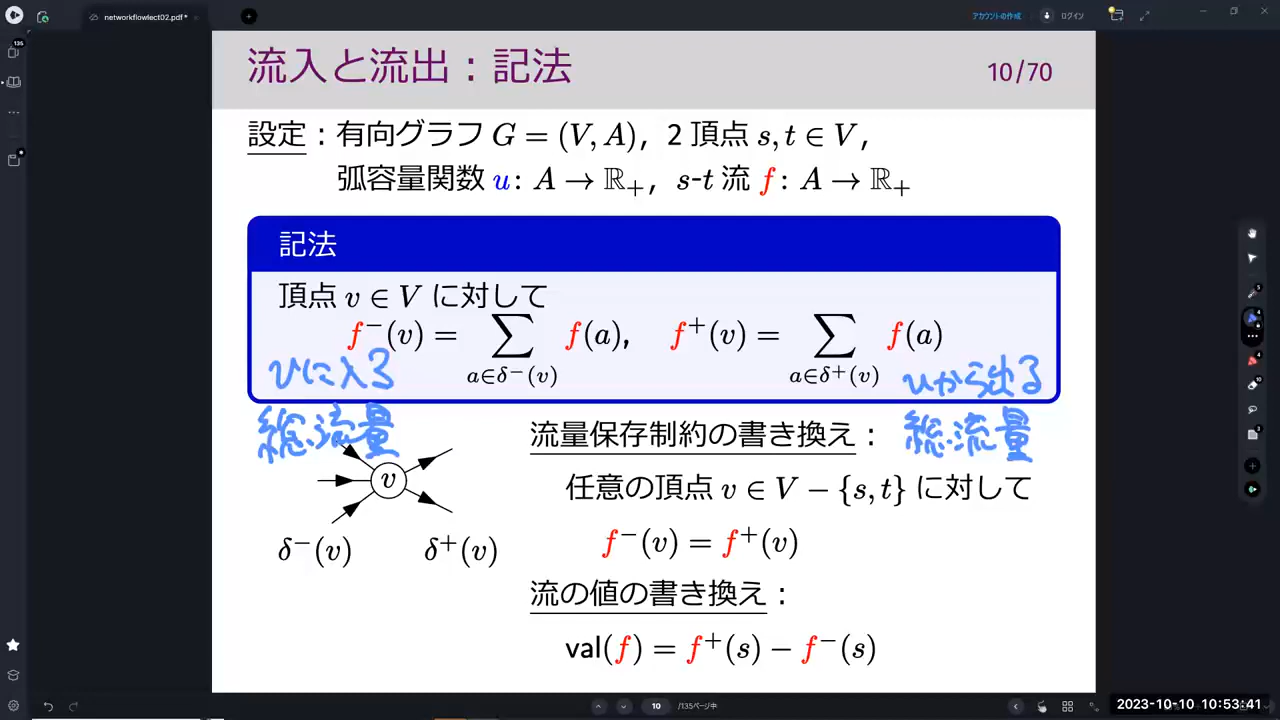 networkflowlect02.pdf*
アカウントの作成
ログイン
135
流入と流出：記法
10/70
設定：有向グラフ G = (V, A)，2 頂点 s, t ∈ V，
弧容量関数 u: A → ℝ₊，s-t 流 f: A → ℝ₊
記法
頂点 v ∈ V に対して
f⁻(v) = ∑ f(a), f⁺(v) = ∑ f(a)
a∈δ⁻(v) a∈δ⁺(v)
vに入る
総流量
vから出る
総流量
v
δ⁻(v) δ⁺(v)
流量保存制約の書き換え：
任意の頂点 v ∈ V − {s, t} に対して
f⁻(v) = f⁺(v)
流の値の書き換え：
val(f) = f⁺(s) − f⁻(s)
10 /135ページ中
2023-10-10 10:53:41